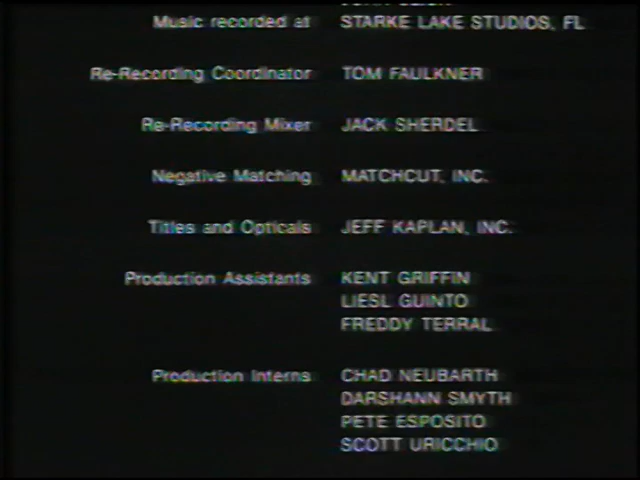 Music recorded at STARKE LAKE STUDIOS, FL
Re-Recording Coordinator TOM FAULKNER
Re-Recording Mixer JACK SHERDEL
Negative Matching MATCHCUT, INC.
Titles and Opticals JEFF KAPLAN, INC.
Production Assistants KENT GRIFFIN
LIESL GUINTO
FREDDY TERRAL
Production Interns CHAD NEUBARTH
DARSHANN SMYTH
PETE ESPOSITO
SCOTT URICCHIO